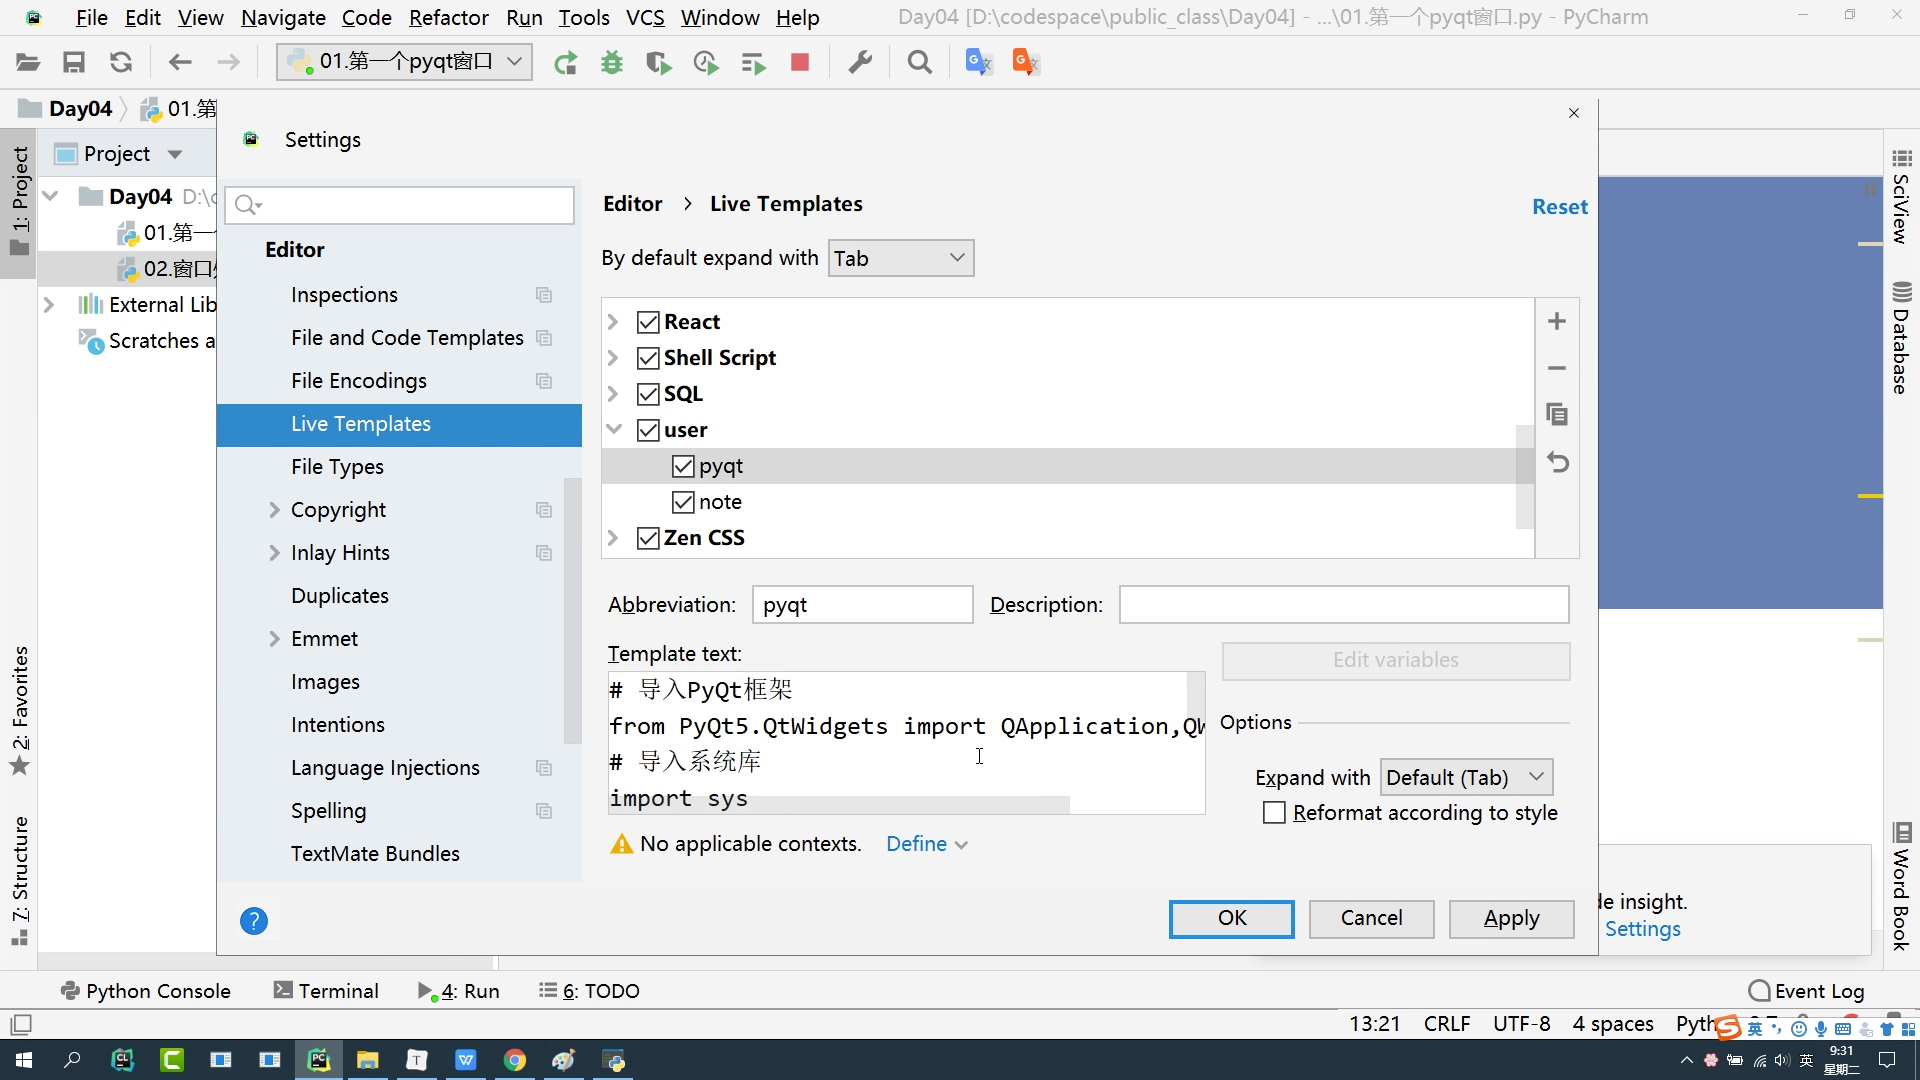 File Edit View Navigate Code Refactor Run Tools VCS Window Help Day04 [D:\codespace\public_class\Day04] - ...\01.第一个pyqt窗口.py - PyCharm
01.第一个pyqt窗口
Day04 01.第
Settings
1: Project
Project
Day04 D:\c
01.第一
02.窗口
External Lib
Scratches a
Editor
Inspections
File and Code Templates
File Encodings
Live Templates
File Types
Copyright
Inlay Hints
Duplicates
Emmet
Images
Intentions
Language Injections
Spelling
TextMate Bundles
Editor > Live Templates
Reset
By default expand with Tab
React
Shell Script
SQL
user
pyqt
note
Zen CSS
Abbreviation: pyqt Description:
Template text:
Edit variables
# 导入PyQt框架
from PyQt5.QtWidgets import QApplication,QW
# 导入系统库
import sys
Options
Expand with Default (Tab)
Reformat according to style
No applicable contexts. Define
? OK Cancel Apply
de insight.
Settings
SciView
Database
Word Book
2: Favorites
7: Structure
Python Console Terminal 4: Run 6: TODO Event Log
13:21 CRLF UTF-8 4 spaces Pyth
英
英 9:31
星期二